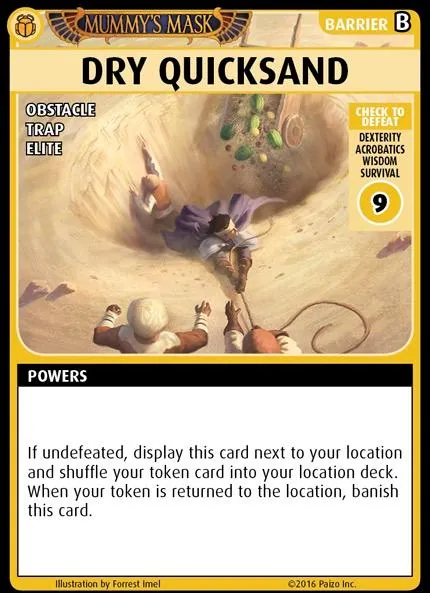 MUMMY'S MASK
BARRIER B
DRY QUICKSAND
OBSTACLE
TRAP
ELITE
CHECK TO
DEFEAT
DEXTERITY
ACROBATICS
WISDOM
SURVIVAL
9
POWERS
If undefeated, display this card next to your location
and shuffle your token card into your location deck.
When your token is returned to the location, banish
this card.
Illustration by Forrest Imel
©2016 Paizo Inc.